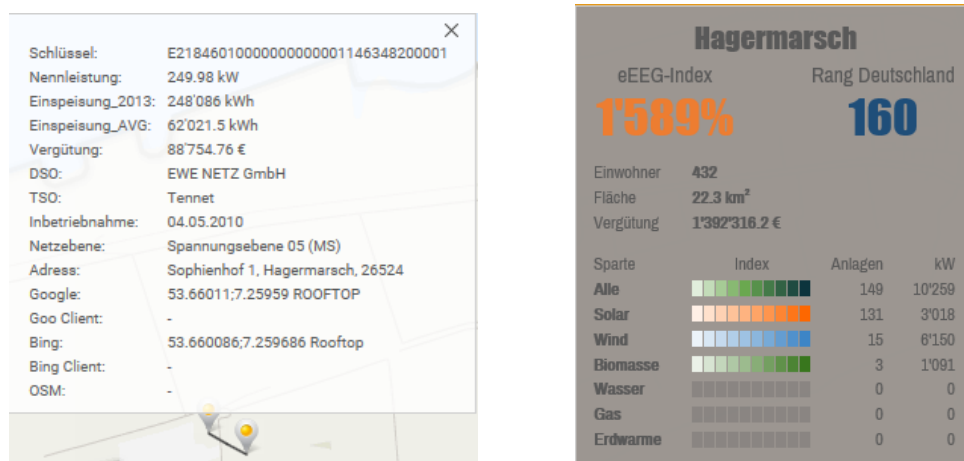 Schlüssel: E21846010000000000001146348200001
Nennleistung: 249.98 kW
Einspeisung_2013: 248'086 kWh
Einspeisung_AVG: 62'021.5 kWh
Vergütung: 88'754.76 €
DSO: EWE NETZ GmbH
TSO: Tennet
Inbetriebnahme: 04.05.2010
Netzebene: Spannungsebene 05 (MS)
Adress: Sophienhof 1, Hagermarsch, 26524
Google: 53.66011;7.25959 ROOFTOP
Goo Client: -
Bing: 53.660086;7.259686 Rooftop
Bing Client: -
OSM: -
Hagermarsch
eEEG-Index Rang Deutschland
1'589% 160
Einwohner 432
Fläche 22.3 km²
Vergütung 1'392'316.2 €
Sparte Index Anlagen kW
Alle 149 10'259
Solar 131 3'018
Wind 15 6'150
Biomasse 3 1'091
Wasser 0 0
Gas 0 0
Erdwarme 0 0